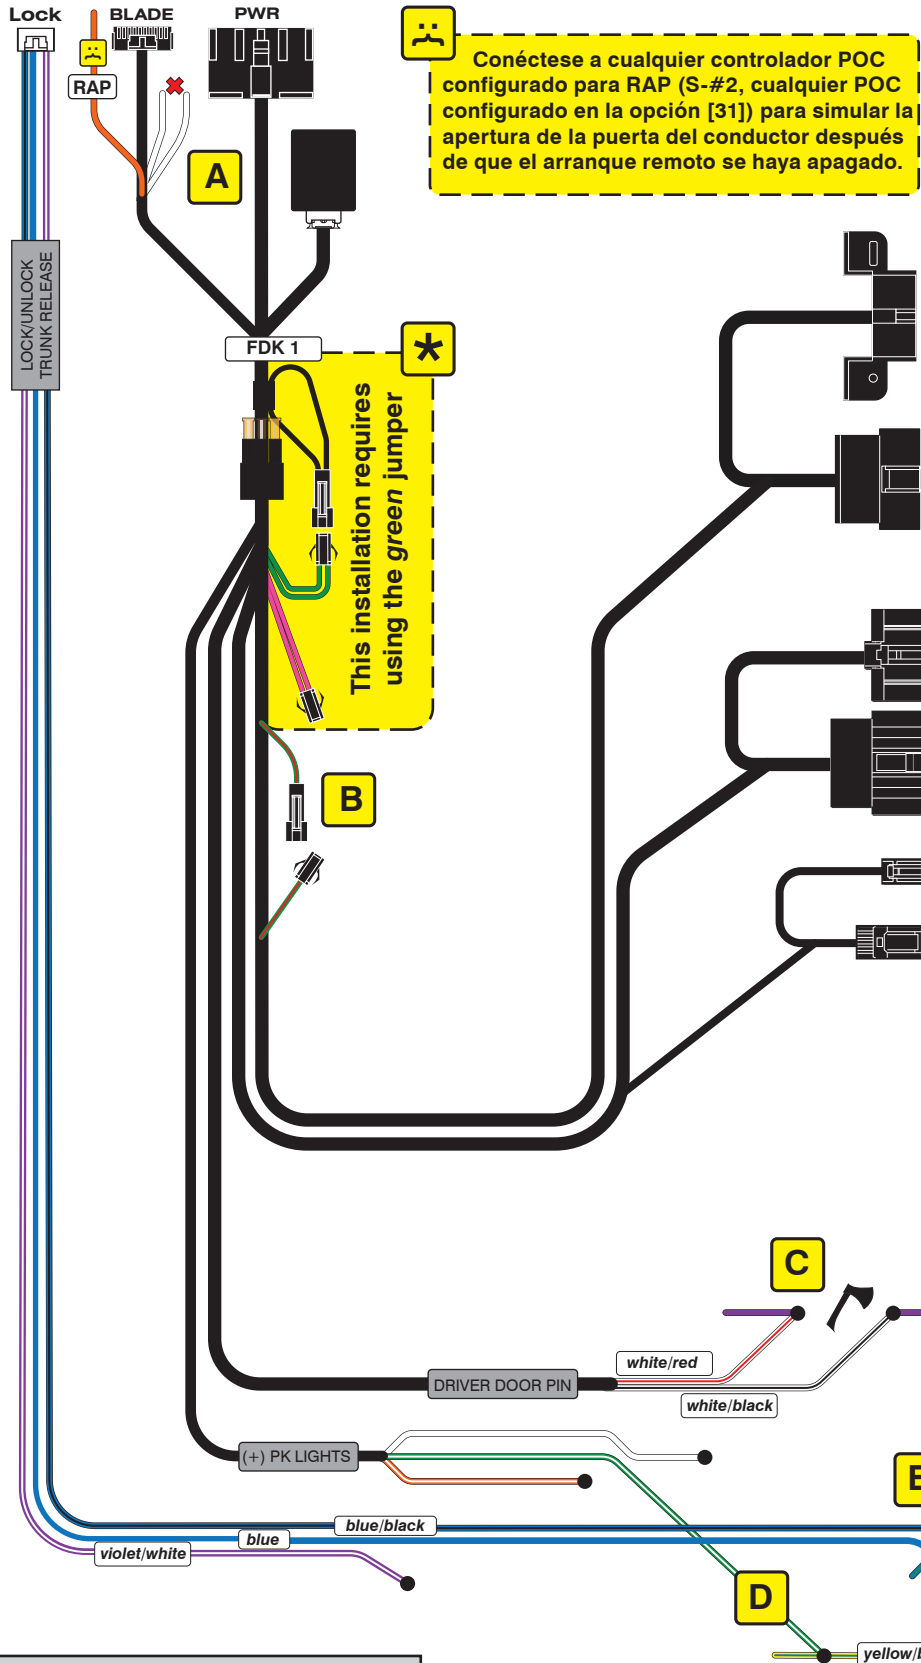 Lock
BLADE
PWR
RAP
Conéctese a cualquier controlador POC
configurado para RAP (S-#2, cualquier POC
configurado en la opción [31]) para simular la
apertura de la puerta del conductor después
de que el arranque remoto se haya apagado.
A
LOCK/UNLOCK
TRUNK RELEASE
FDK 1
*
This installation requires
using the green jumper
B
C
white/red
DRIVER DOOR PIN
white/black
(+) PK LIGHTS
E
blue/black
blue
violet/white
D
yellow/